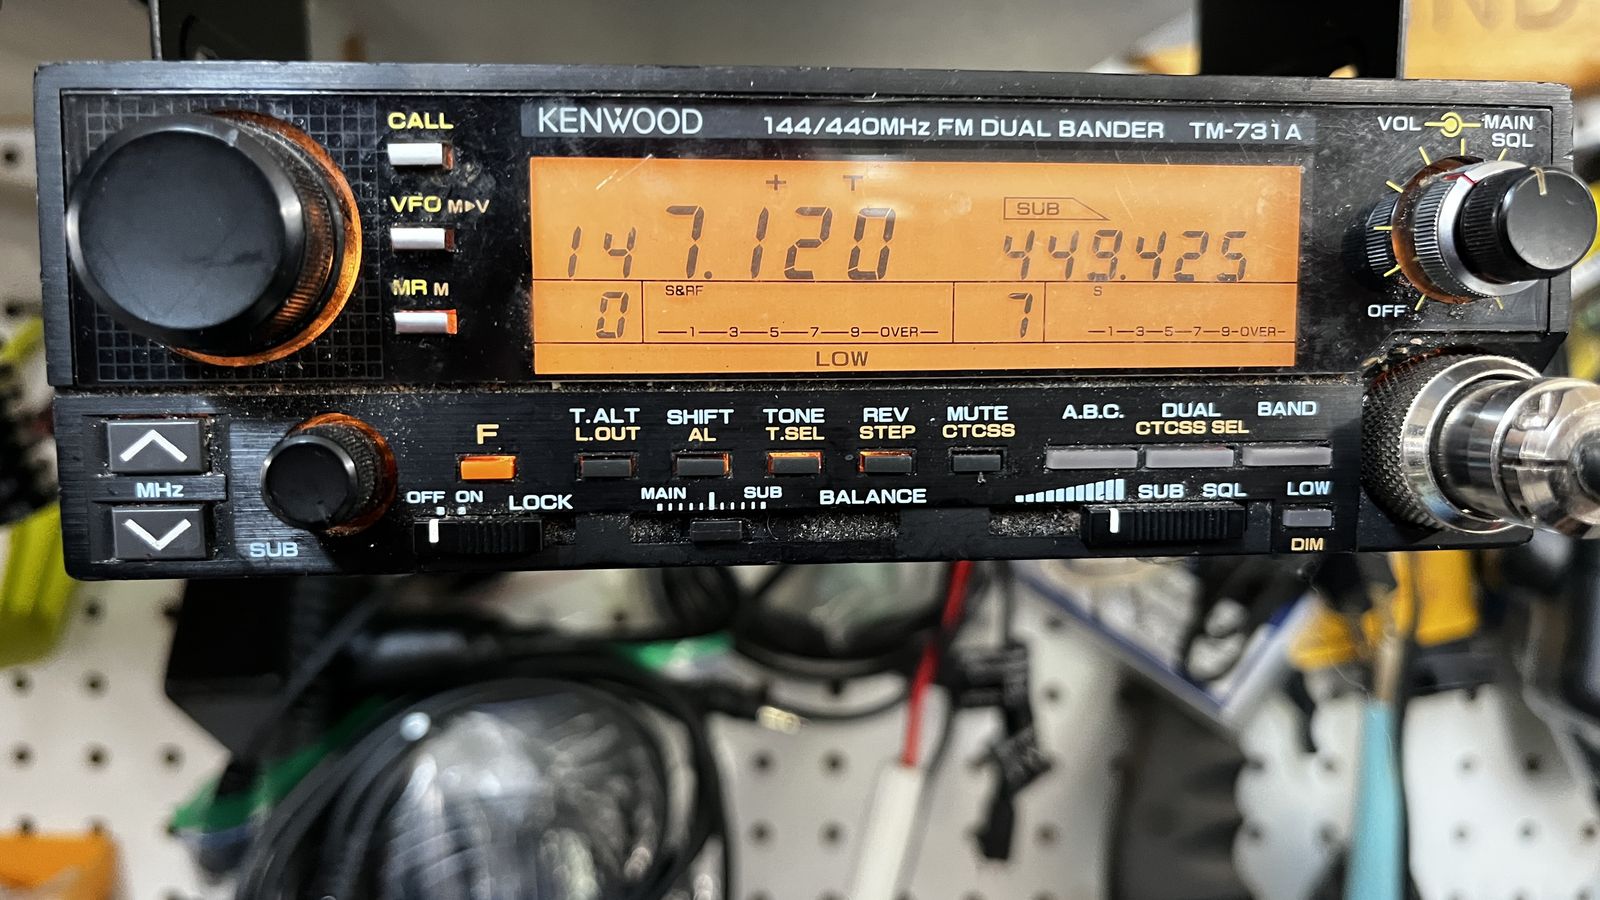 KENWOOD 144/440MHz FM DUAL BANDER TM-731A
CALL
VFO M▶V
MR M
+ T
147.120
SUB
449.425
0
S&RF
1 3 5 7 9 OVER
7
S
1 3 5 7 9 OVER
LOW
VOL MAIN
SQL
OFF
MHz
SUB
F
T.ALT SHIFT TONE REV MUTE
L.OUT AL T.SEL STEP CTCSS
A.B.C. DUAL BAND
CTCSS SEL
OFF ON LOCK
MAIN SUB BALANCE
SUB SQL
LOW
DIM